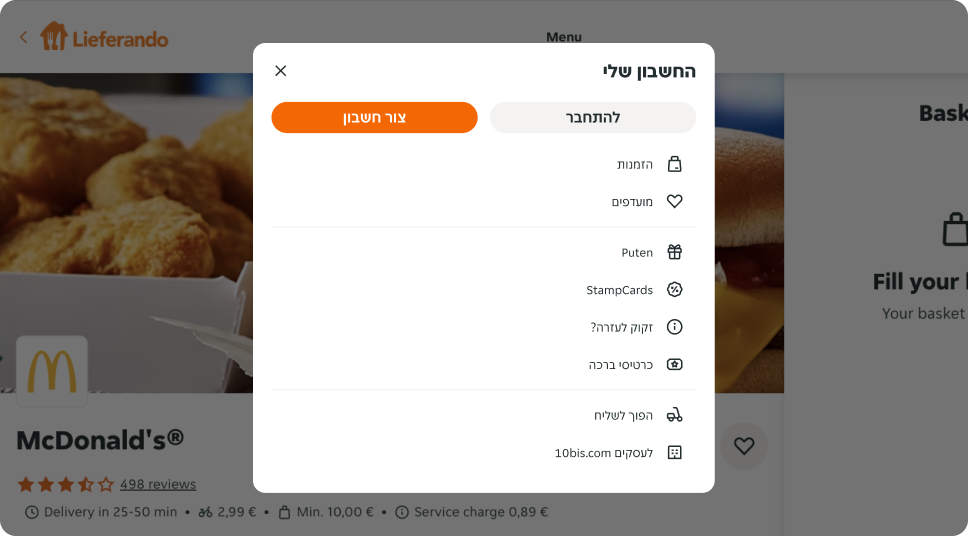 Lieferando
Menu
החשבון שלי
להתחבר
צור חשבון
הזמנות
מועדפים
Puten
StampCards
זקוק לעזרה?
כרטיסי ברכה
הפוך לשליח
לעסקים 10bis.com
Bask
Fill your
Your basket
McDonald's®
498 reviews
Delivery in 25-50 min • 2,99 € • Min. 10,00 € • Service charge 0,89 €